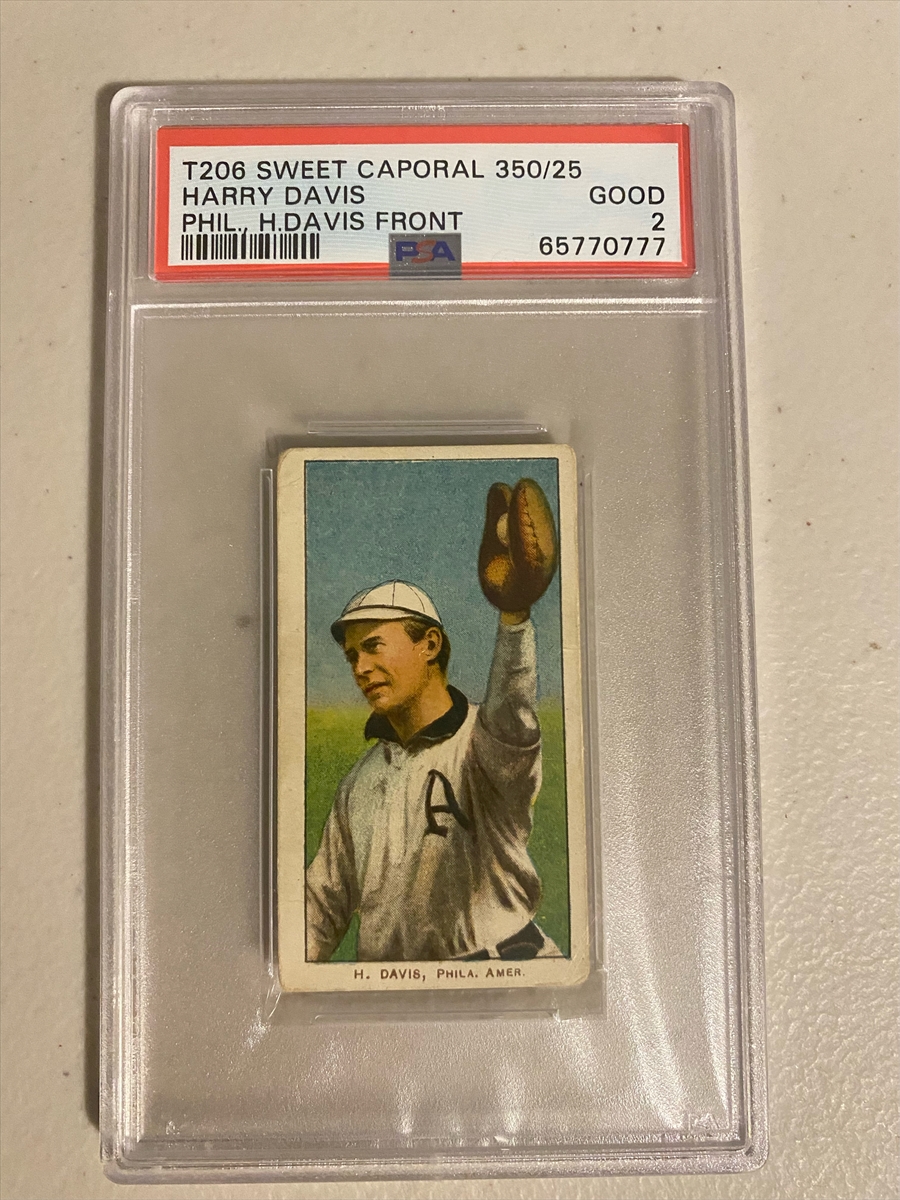 T206 SWEET CAPORAL 350/25
HARRY DAVIS GOOD
PHIL., H.DAVIS FRONT 2
PSA 65770777
A
H. DAVIS, PHILA. AMER.